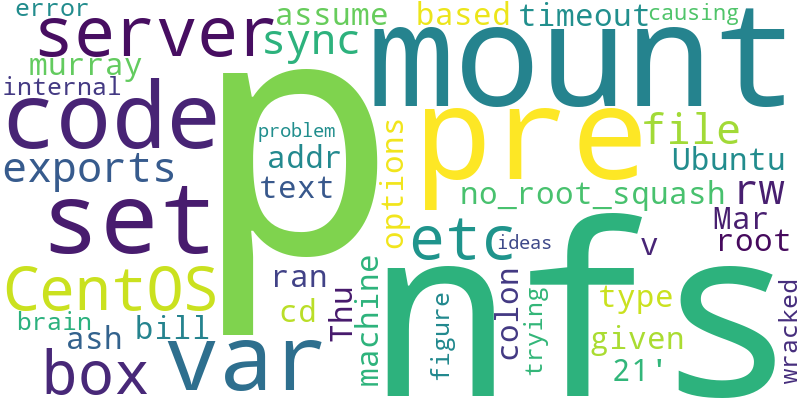 error
server
sync
assume
based
timeout
causing
murray
internal
code
p
mount
pre
file
problem
addr
text
exports
options
Ubuntu
no_root_squash
rw
set
etc
ideas
v
Mar
root
CentOS
ran
cd
Thu
machine
nfs
colon
figure
trying
type
given
21'
wracked
brain
ash
bill
box
var